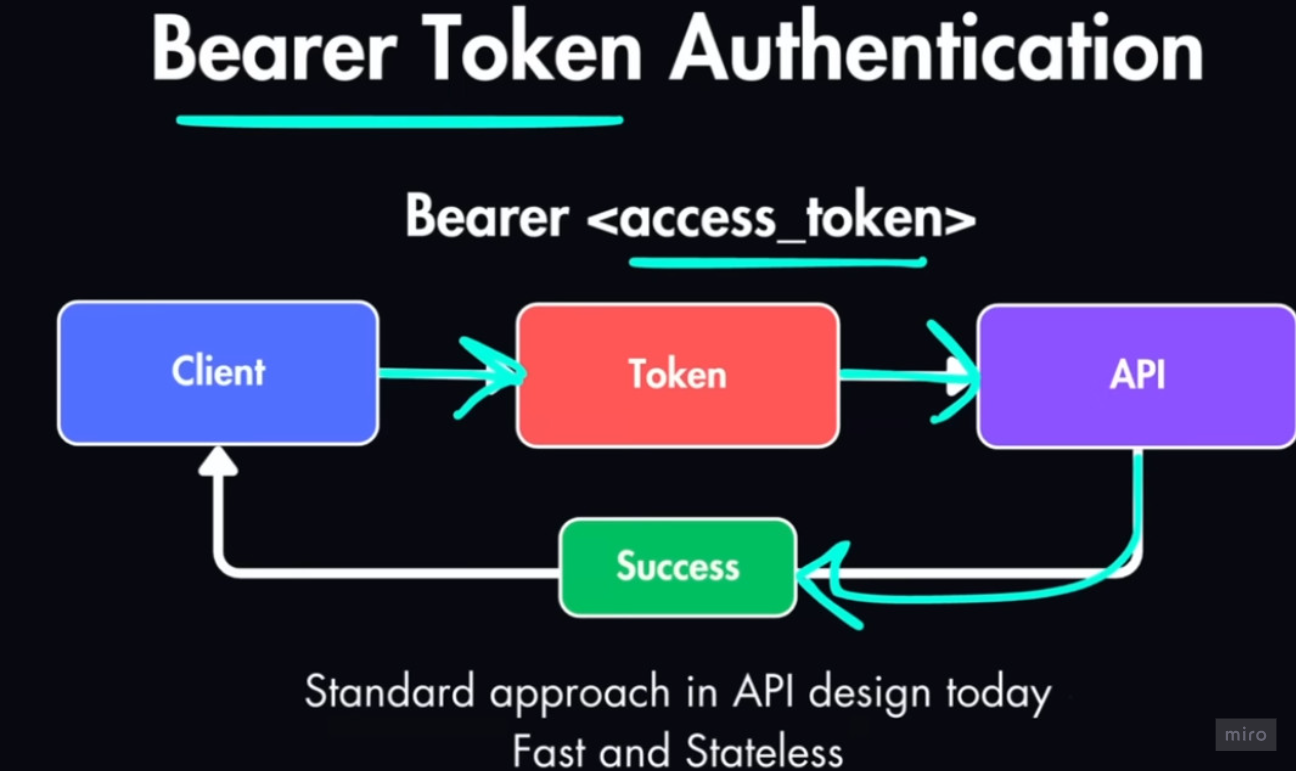 Bearer Token Authentication
Bearer <access_token>
Client
Token
API
Success
Standard approach in API design today
Fast and Stateless
miro